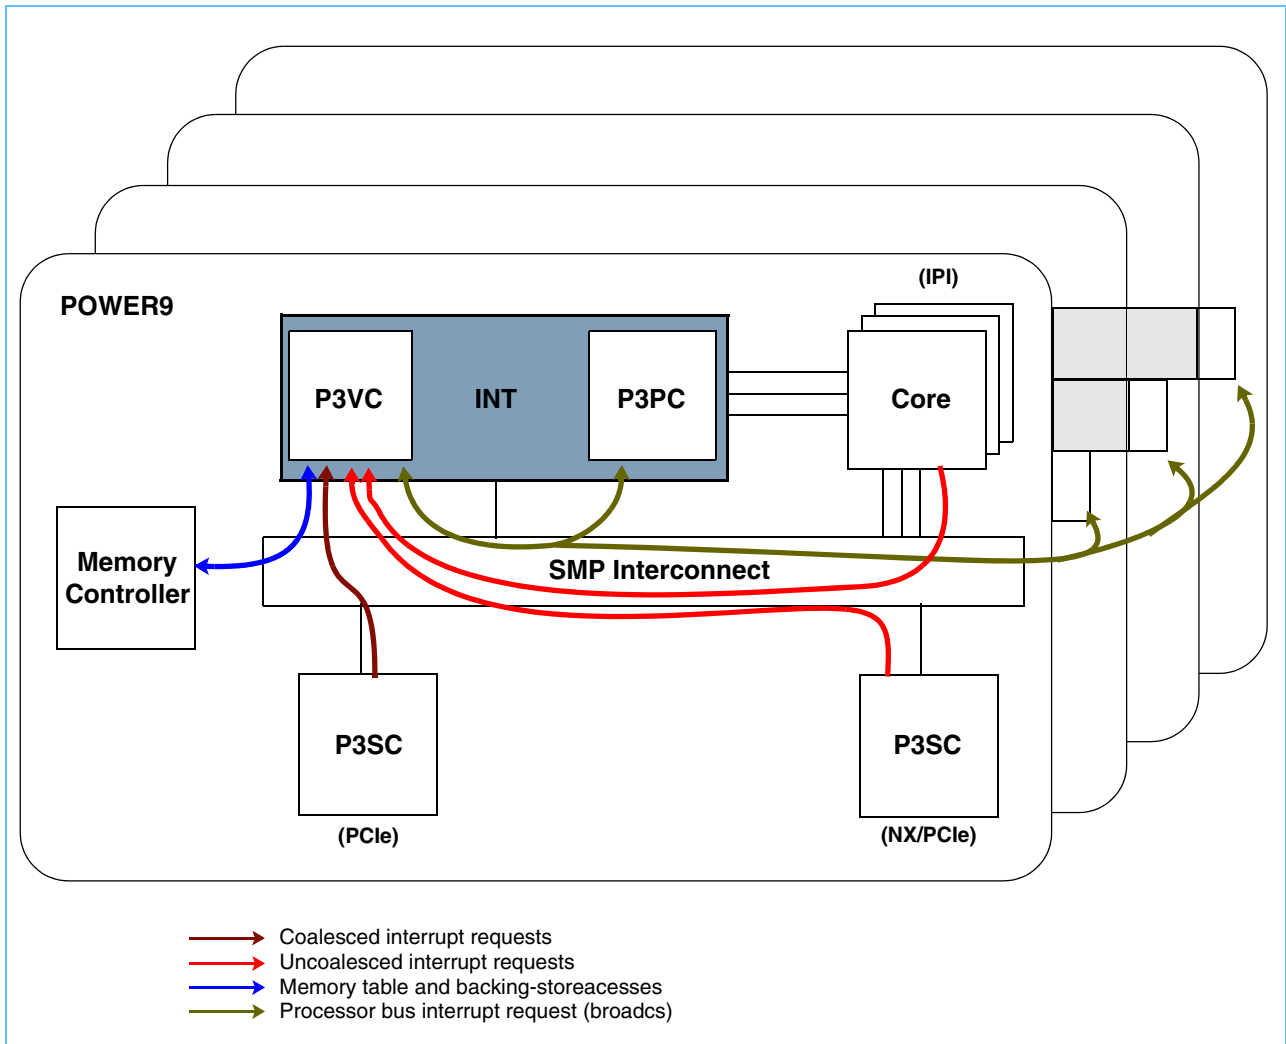 (IPI)
POWER9
P3VC
INT
P3PC
Core
Memory
Controller
SMP Interconnect
P3SC
P3SC
(PCIe)
(NX/PCIe)
Coalesced interrupt requests
Uncoalesced interrupt requests
Memory table and backing-storeacesses
Processor bus interrupt request (broadcs)